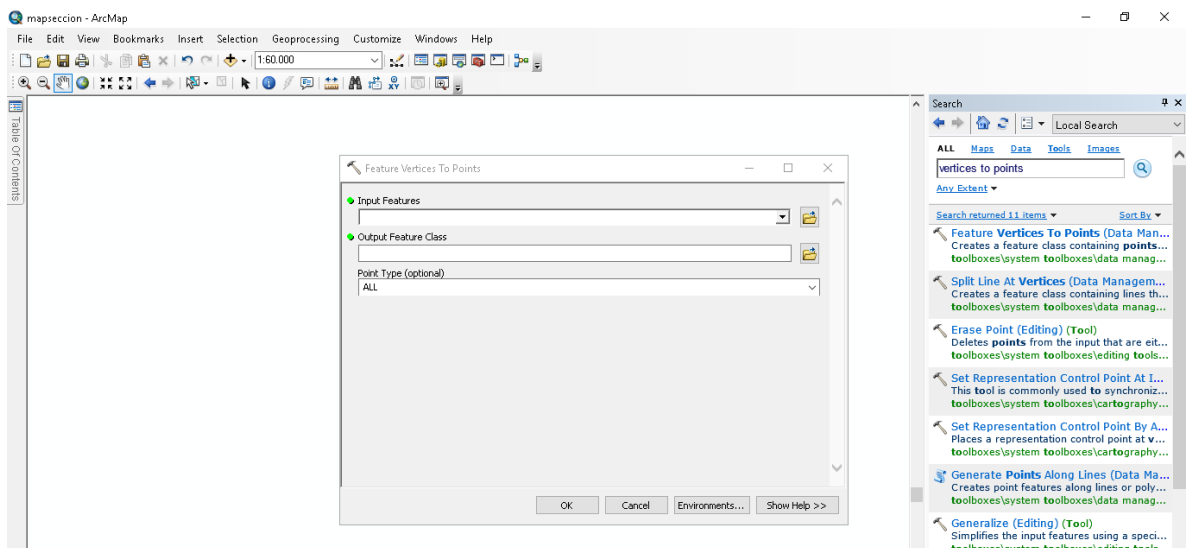 mapseccion - ArcMap
File Edit View Bookmarks Insert Selection Geoprocessing Customize Windows Help
1:60.000
Table Of Contents
Feature Vertices To Points
Input Features
Output Feature Class
Point Type (optional)
ALL
OK Cancel Environments... Show Help >>
Search
Local Search
ALL Maps Data Tools Images
vertices to points
Any Extent
Search returned 11 items Sort By
Feature Vertices To Points (Data Man...
Creates a feature class containing points...
toolboxes\system toolboxes\data manag...
Split Line At Vertices (Data Managem...
Creates a feature class containing lines th...
toolboxes\system toolboxes\data manag...
Erase Point (Editing) (Tool)
Deletes points from the input that are eit...
toolboxes\system toolboxes\editing tools...
Set Representation Control Point At I...
This tool is commonly used to synchroniz...
toolboxes\system toolboxes\cartography...
Set Representation Control Point By A...
Places a representation control point at v...
toolboxes\system toolboxes\cartography...
Generate Points Along Lines (Data Ma...
Creates point features along lines or poly...
toolboxes\system toolboxes\data manag...
Generalize (Editing) (Tool)
Simplifies the input features using a speci...